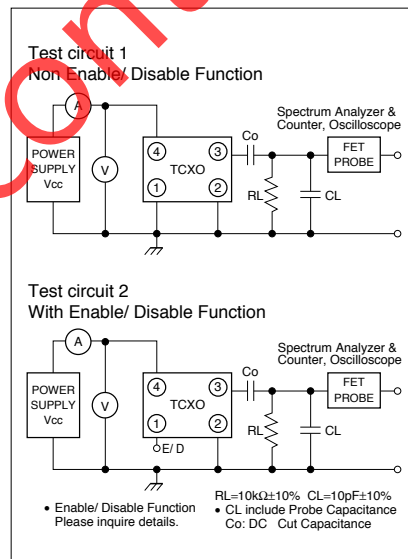 Cont
Test circuit 1
Non Enable/ Disable Function
A
POWER
SUPPLY
Vcc
V
4
3
TCXO
1
2
Co
RL
CL
Spectrum Analyzer &
Counter, Oscilloscope
FET
PROBE
Test circuit 2
With Enable/ Disable Function
A
POWER
SUPPLY
Vcc
V
4
3
TCXO
1
2
E/ D
Co
RL
CL
Spectrum Analyzer &
Counter, Oscilloscope
FET
PROBE
• Enable/ Disable Function
Please inquire details.
RL=10kΩ±10% CL=10pF±10%
• CL include Probe Capacitance
Co: DC Cut Capacitance